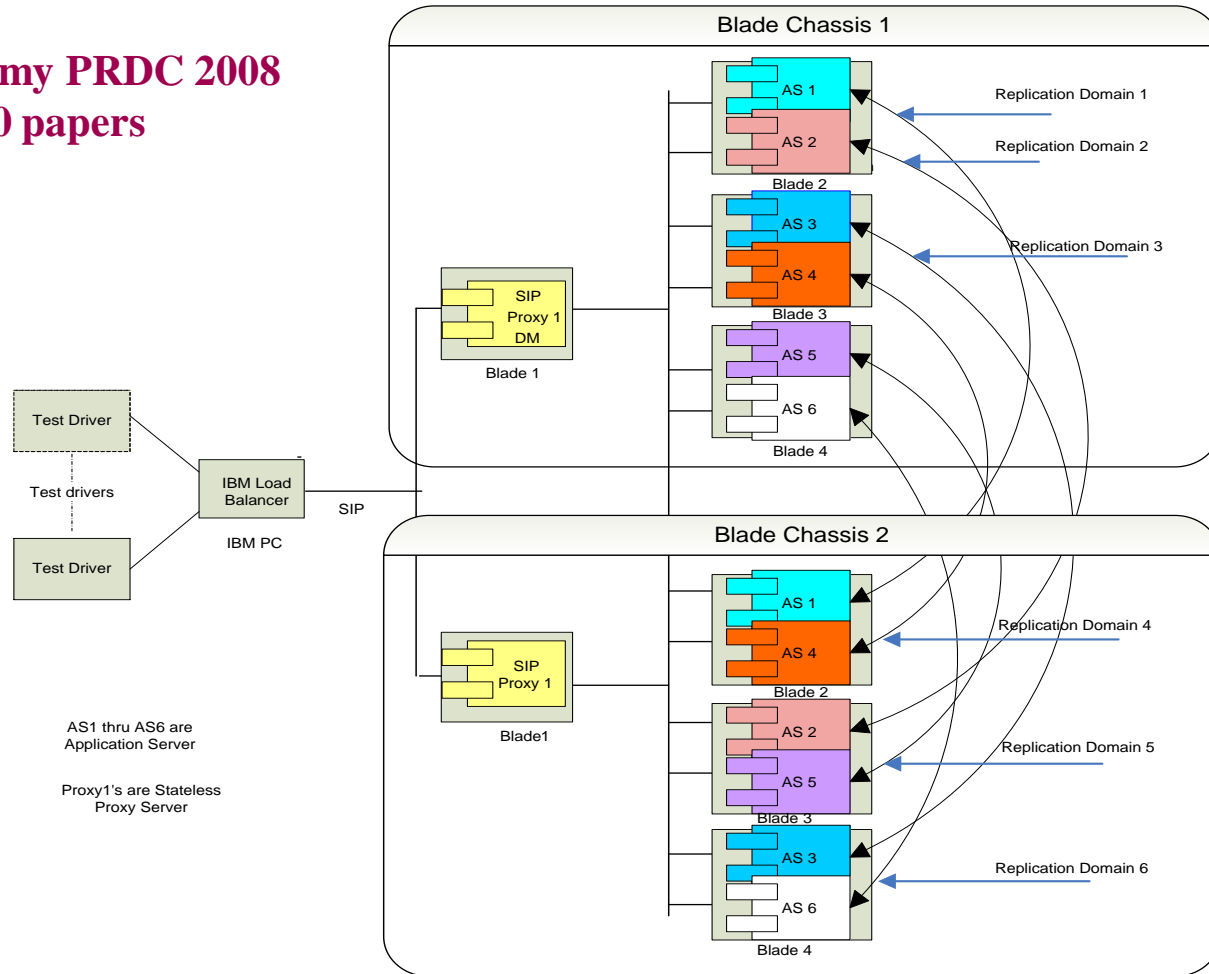 my PRDC 2008
0 papers
Blade Chassis 1
AS 1
AS 2
Blade 2
AS 3
AS 4
Blade 3
AS 5
AS 6
Blade 4
Replication Domain 1
Replication Domain 2
Replication Domain 3
SIP
Proxy 1
DM
Blade 1
Test Driver
Test drivers
Test Driver
IBM Load
Balancer
IBM PC
SIP
Blade Chassis 2
AS 1
AS 4
Blade 2
AS 2
AS 5
Blade 3
AS 3
AS 6
Blade 4
Replication Domain 4
Replication Domain 5
Replication Domain 6
SIP
Proxy 1
Blade1
AS1 thru AS6 are
Application Server
Proxy1's are Stateless
Proxy Server